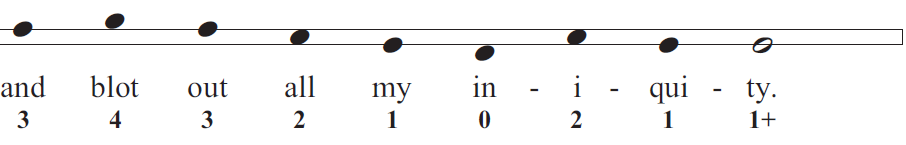 and blot out all my in - i - qui - ty.
3 4 3 2 1 0 2 1 1+